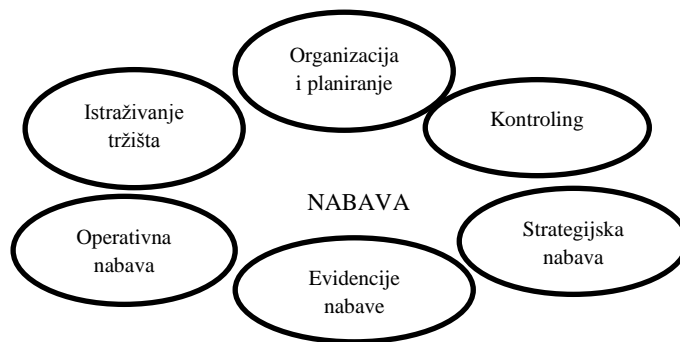 Organizacija
i planiranje
Istraživanje
tržišta
Kontroling
NABAVA
Operativna
nabava
Strategijska
nabava
Evidencije
nabave